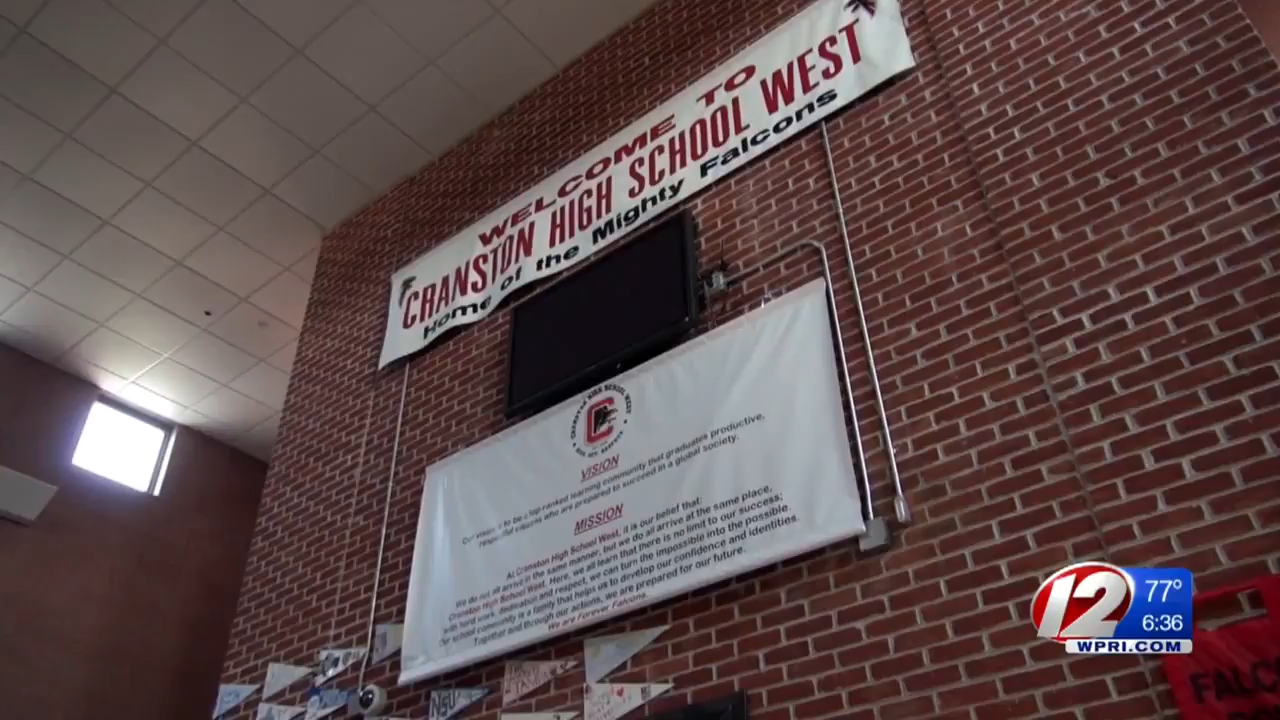 WELCOME TO
CRANSTON HIGH SCHOOL WEST
Home of the Mighty Falcons
CRANSTON HIGH SCHOOL WEST
C
VISION
Our vision is to be a top-ranked learning community that graduates productive,
respectful citizens who are prepared to succeed in a global society.
MISSION
At Cranston High School West, it is our belief that:
We do not all arrive in the same manner, but we do all arrive at the same place,
Cranston High School West. Here, we all learn that there is no limit to our success;
with hard work, dedication and respect, we can turn the impossible into the possible.
Our school community is a family that helps us to develop our confidence and identities.
Together and through our actions, we are prepared for our future.
We are Forever Falcons.
NSU
FALC
12
77°
6:36
WPRI.COM